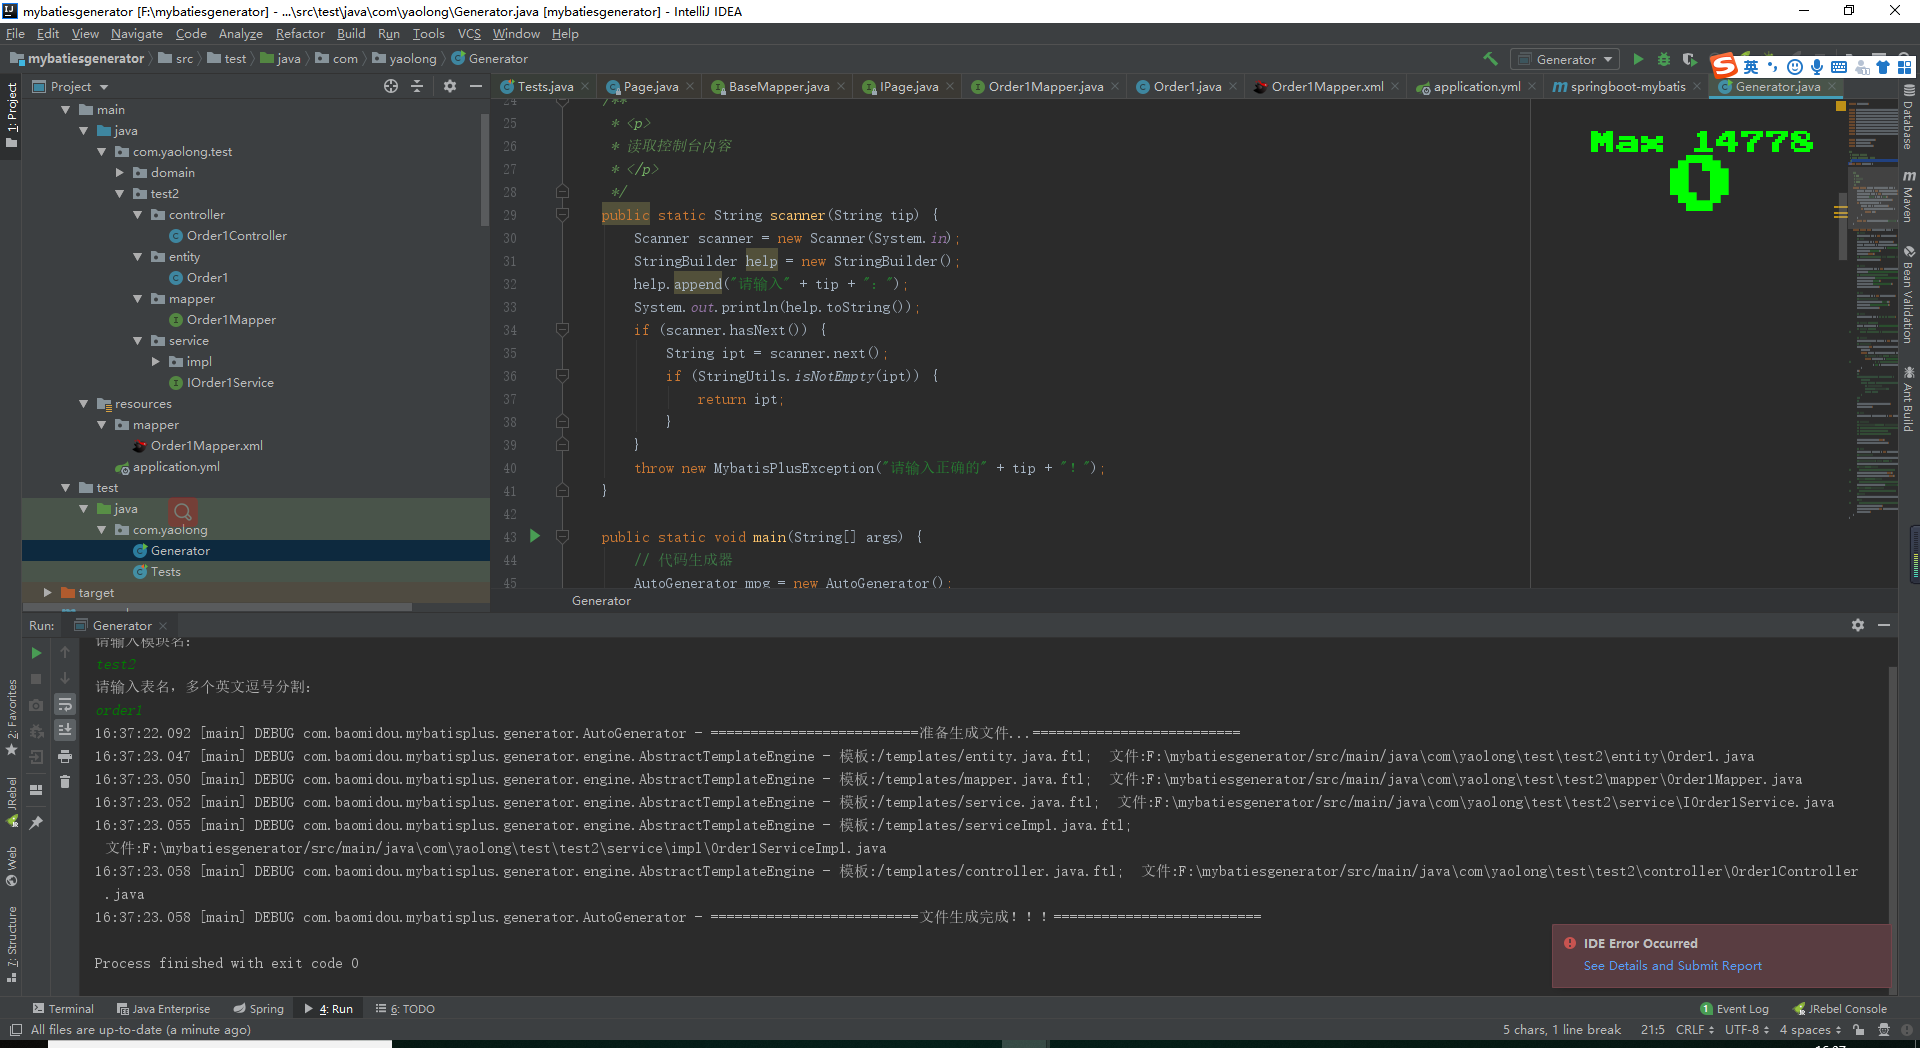 mybatiesgenerator [F:\mybatiesgenerator] - ...\src\test\java\com\yaolong\Generator.java [mybatiesgenerator] - IntelliJ IDEA
File Edit View Navigate Code Analyze Refactor Build Run Tools VCS Window Help
mybatiesgenerator src test java com yaolong Generator
Generator
英
Project
Tests.java Page.java BaseMapper.java IPage.java Order1Mapper.java Order1.java Order1Mapper.xml application.yml springboot-mybatis Generator.java
1: Project
main
java
com.yaolong.test
domain
test2
controller
Order1Controller
entity
Order1
mapper
Order1Mapper
service
impl
IOrder1Service
resources
mapper
Order1Mapper.xml
application.yml
test
java
com.yaolong
Generator
Tests
target
24 /**
25 * <p>
26 * 读取控制台内容
27 * </p>
28 */
29 public static String scanner(String tip) {
30 Scanner scanner = new Scanner(System.in);
31 StringBuilder help = new StringBuilder();
32 help.append("请输入" + tip + "：");
33 System.out.println(help.toString());
34 if (scanner.hasNext()) {
35 String ipt = scanner.next();
36 if (StringUtils.isNotEmpty(ipt)) {
37 return ipt;
38 }
39 }
40 throw new MybatisPlusException("请输入正确的" + tip + "！");
41 }
42
43 public static void main(String[] args) {
44 // 代码生成器
45 AutoGenerator mpg = new AutoGenerator();
Generator
Max 14778
0
Database
Maven
Bean Validation
Ant Build
Run: Generator
请输入模块名：
test2
请输入表名，多个英文逗号分割：
order1
16:37:22.092 [main] DEBUG com.baomidou.mybatisplus.generator.AutoGenerator - ==========================准备生成文件...==========================
16:37:23.047 [main] DEBUG com.baomidou.mybatisplus.generator.engine.AbstractTemplateEngine - 模板:/templates/entity.java.ftl;  文件:F:\mybatiesgenerator/src/main/java\com\yaolong\test\test2\entity\Order1.java
16:37:23.050 [main] DEBUG com.baomidou.mybatisplus.generator.engine.AbstractTemplateEngine - 模板:/templates/mapper.java.ftl;  文件:F:\mybatiesgenerator/src/main/java\com\yaolong\test\test2\mapper\Order1Mapper.java
16:37:23.052 [main] DEBUG com.baomidou.mybatisplus.generator.engine.AbstractTemplateEngine - 模板:/templates/service.java.ftl;  文件:F:\mybatiesgenerator/src/main/java\com\yaolong\test\test2\service\IOrder1Service.java
16:37:23.055 [main] DEBUG com.baomidou.mybatisplus.generator.engine.AbstractTemplateEngine - 模板:/templates/serviceImpl.java.ftl;
文件:F:\mybatiesgenerator/src/main/java\com\yaolong\test\test2\service\impl\Order1ServiceImpl.java
16:37:23.058 [main] DEBUG com.baomidou.mybatisplus.generator.engine.AbstractTemplateEngine - 模板:/templates/controller.java.ftl;  文件:F:\mybatiesgenerator/src/main/java\com\yaolong\test\test2\controller\Order1Controller
.java
16:37:23.058 [main] DEBUG com.baomidou.mybatisplus.generator.AutoGenerator - ==========================文件生成完成！！！==========================
Process finished with exit code 0
2: Favorites
JRebel
Web
7: Structure
IDE Error Occurred
See Details and Submit Report
Terminal Java Enterprise Spring 4: Run 6: TODO
1 Event Log JRebel Console
All files are up-to-date (a minute ago)
5 chars, 1 line break 21:5 CRLF UTF-8 4 spaces